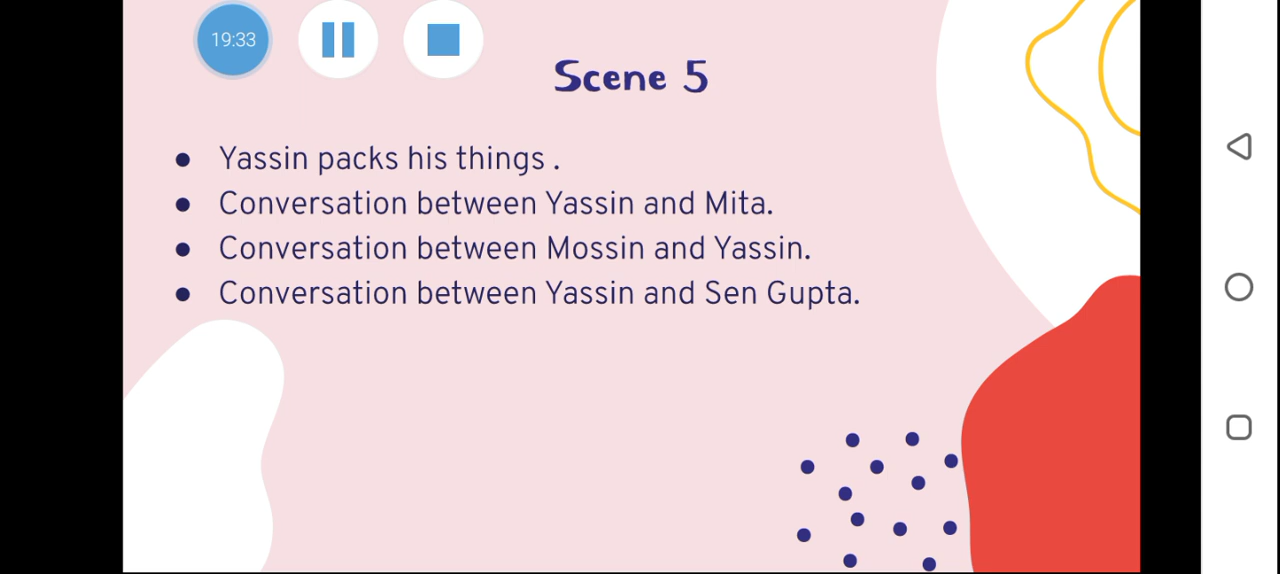 19:33
Scene 5
● Yassin packs his things .
● Conversation between Yassin and Mita.
● Conversation between Mossin and Yassin.
● Conversation between Yassin and Sen Gupta.